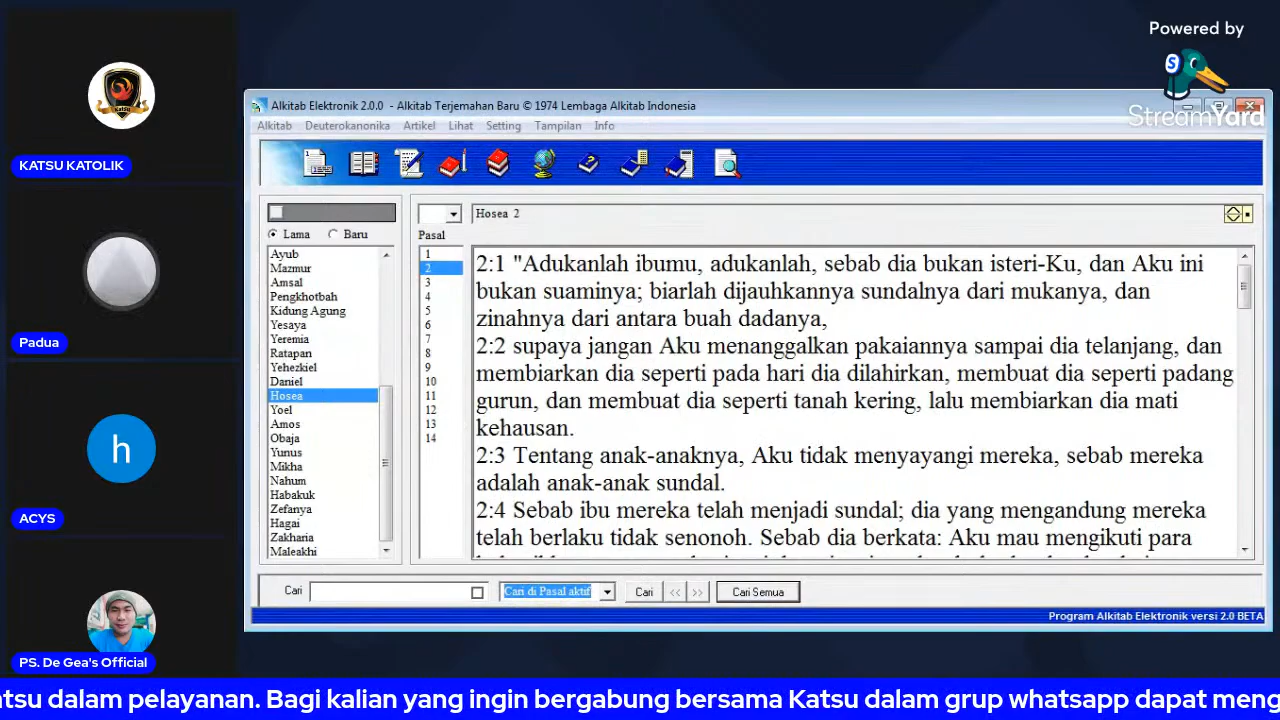 Powered by
StreamYard
KATSU KATOLIK
Padua
h
ACYS
PS. De Gea's Official
Alkitab Elektronik 2.0.0 - Alkitab Terjemahan Baru © 1974 Lembaga Alkitab Indonesia
Alkitab Deuterokanonika Artikel Lihat Setting Tampilan Info
Lama Baru
Ayub
Mazmur
Amsal
Pengkhotbah
Kidung Agung
Yesaya
Yeremia
Ratapan
Yehezkiel
Daniel
Hosea
Yoel
Amos
Obaja
Yunus
Mikha
Nahum
Habakuk
Zefanya
Hagai
Zakharia
Maleakhi
Hosea 2
Pasal
1
2
3
4
5
6
7
8
9
10
11
12
13
14
2:1 "Adukanlah ibumu, adukanlah, sebab dia bukan isteri-Ku, dan Aku ini
bukan suaminya; biarlah dijauhkannya sundalnya dari mukanya, dan
zinahnya dari antara buah dadanya,
2:2 supaya jangan Aku menanggalkan pakaiannya sampai dia telanjang, dan
membiarkan dia seperti pada hari dia dilahirkan, membuat dia seperti padang
gurun, dan membuat dia seperti tanah kering, lalu membiarkan dia mati
kehausan.
2:3 Tentang anak-anaknya, Aku tidak menyayangi mereka, sebab mereka
adalah anak-anak sundal.
2:4 Sebab ibu mereka telah menjadi sundal; dia yang mengandung mereka
telah berlaku tidak senonoh. Sebab dia berkata: Aku mau mengikuti para
Cari Cari di Pasal aktif Cari << >> Cari Semua
Program Alkitab Elektronik versi 2.0 BETA
atsu dalam pelayanan. Bagi kalian yang ingin bergabung bersama Katsu dalam grup whatsapp dapat meng